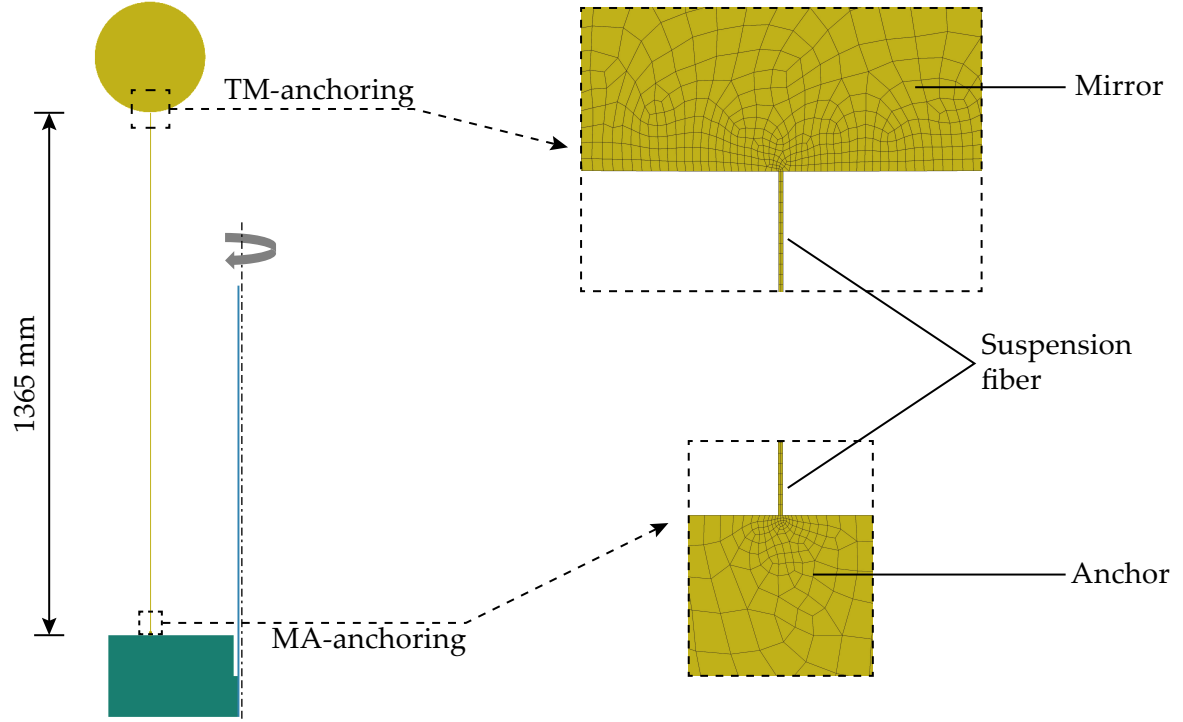 TM-anchoring
Mirror
1365 mm
Suspension
fiber
Anchor
MA-anchoring